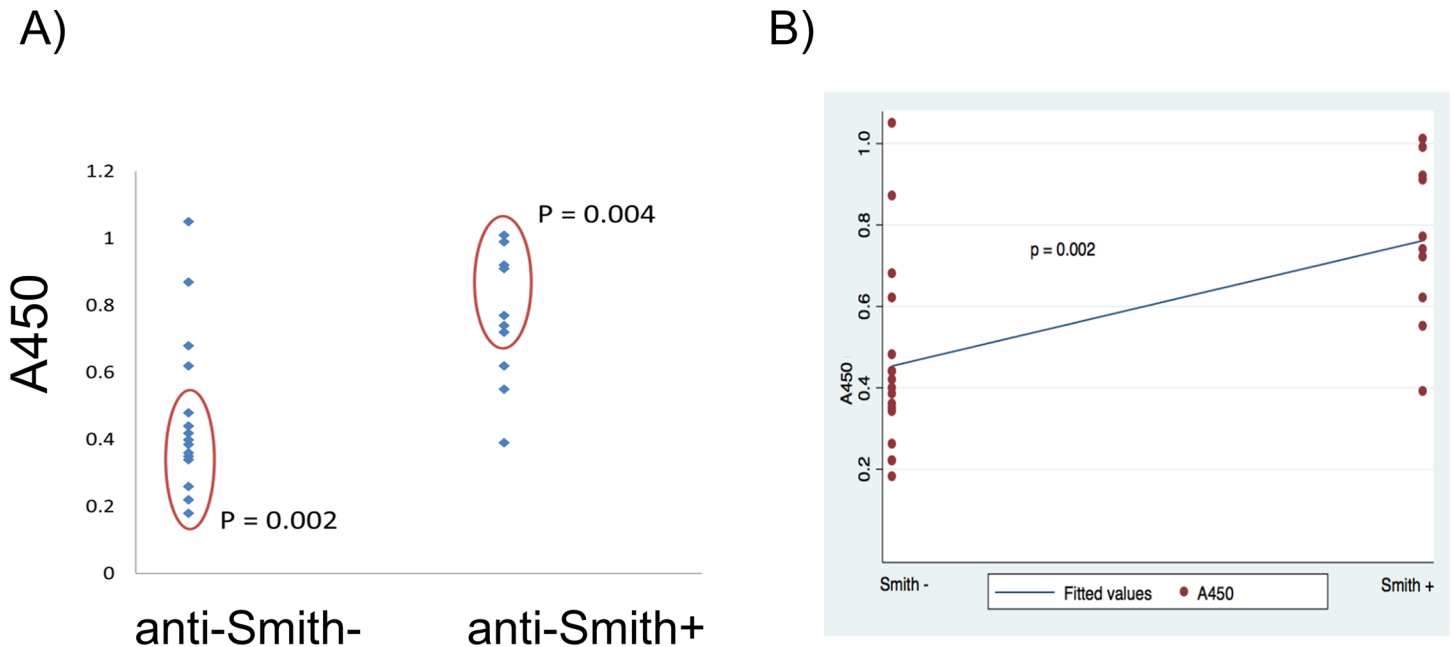 A)
B)
A450
1.2
1
0.8
0.6
0.4
0.2
0
P = 0.004
P = 0.002
anti-Smith-
anti-Smith+
A450
1.0
0.8
0.6
0.4
0.2
p = 0.002
Smith -
Smith +
Fitted values
A450